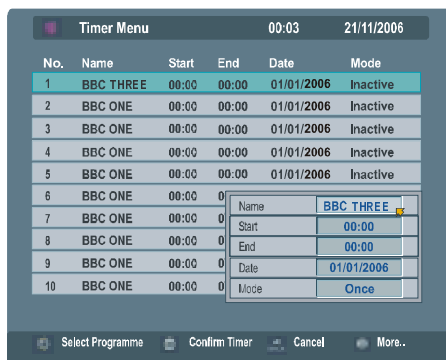 Timer Menu 00:03 21/11/2006
No. Name Start End Date Mode
1 BBC THREE 00:00 00:00 01/01/2006 Inactive
2 BBC ONE 00:00 00:00 01/01/2006 Inactive
3 BBC ONE 00:00 00:00 01/01/2006 Inactive
4 BBC ONE 00:00 00:00 01/01/2006 Inactive
5 BBC ONE 00:00 00:00 01/01/2006 Inactive
6 BBC ONE 00:00 0
7 BBC ONE 00:00 0
8 BBC ONE 00:00 0
9 BBC ONE 00:00 0
10 BBC ONE 00:00 0
Name BBC THREE
Start 00:00
End 00:00
Date 01/01/2006
Mode Once
Select Programme Confirm Timer Cancel More..